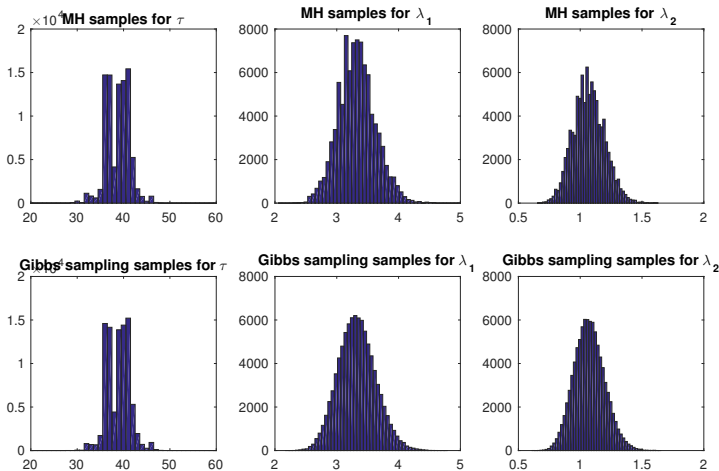 ×10⁴ MH samples for τ
MH samples for λ₁
MH samples for λ₂
2
1.5
1
0.5
0
20 30 40 50 60
8000
6000
4000
2000
0
2 3 4 5
8000
6000
4000
2000
0
0.5 1 1.5 2
×10⁴ Gibbs sampling samples for τ
Gibbs sampling samples for λ₁
Gibbs sampling samples for λ₂
2
1.5
1
0.5
0
20 30 40 50 60
8000
6000
4000
2000
0
2 3 4 5
8000
6000
4000
2000
0
0.5 1 1.5 2